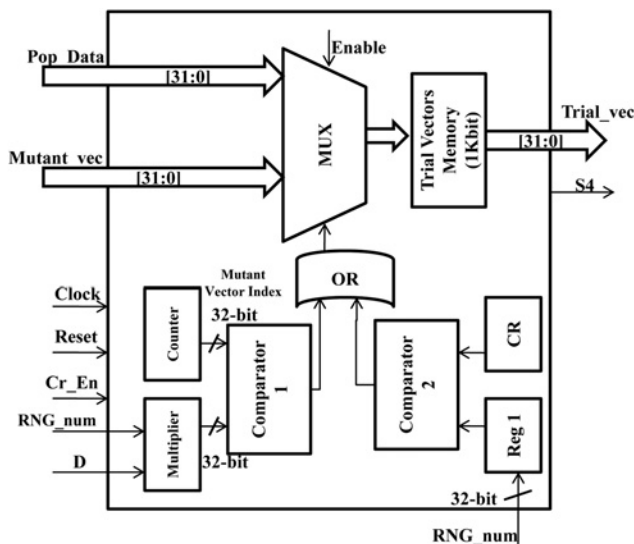 Enable
Pop_Data
[31:0]
Mutant_vec
[31:0]
MUX
Trial Vectors
Memory
(1Kbit)
Trial_vec
[31:0]
S4
OR
Clock
Reset
Cr_En
RNG_num
D
Counter
Mutant
Vector Index
32-bit
Multiplier
32-bit
Comparator
1
Comparator
2
CR
Reg 1
32-bit
RNG_num